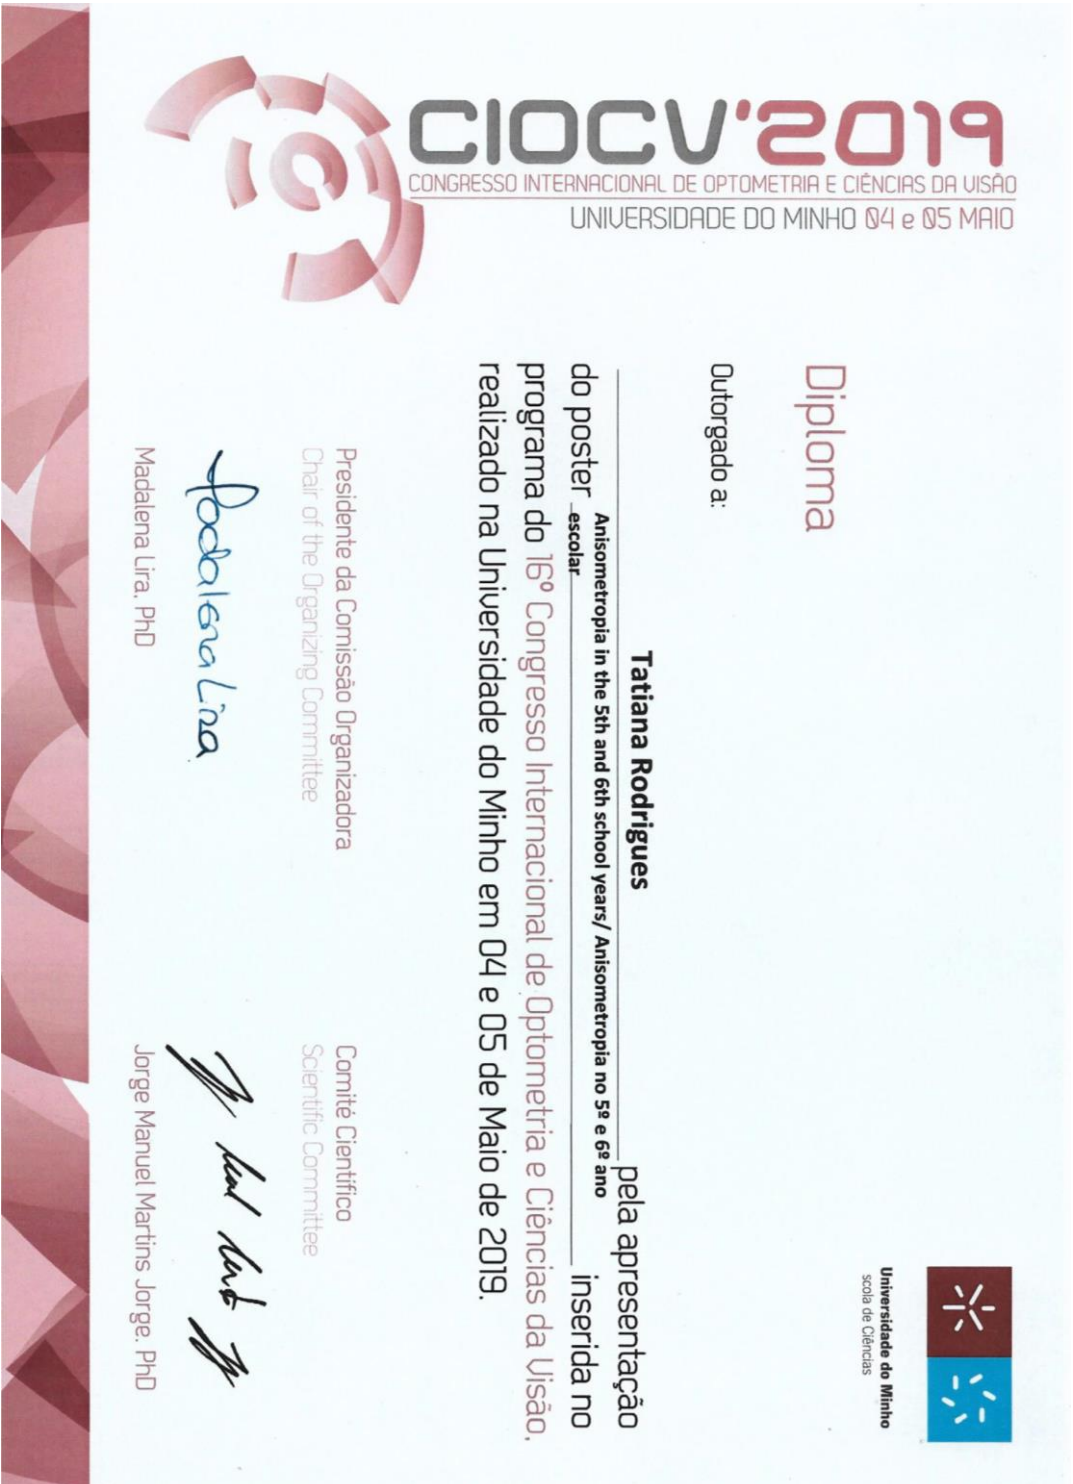 CIOCV'2019
CONGRESSO INTERNACIONAL DE OPTOMETRIA E CIÊNCIAS DA VISÃO
UNIVERSIDADE DO MINHO 04 e 05 MAIO
Universidade do Minho
scola de Ciências
Diploma
Outorgado a:
Tatiana Rodrigues pela apresentação
do poster Anisometropia in the 5th and 6th school years/ Anisometropia no 5º e 6º ano
escolar inserida no
programa do 16º Congresso Internacional de Optometria e Ciências da Visão,
realizado na Universidade do Minho em 04 e 05 de Maio de 2019.
Presidente da Comissão Organizadora
Chair of the Organizing Committee
Madalena Lira
Madalena Lira, PhD
Comité Científico
Scientific Committee
Jorge Manuel Martins Jorge, PhD